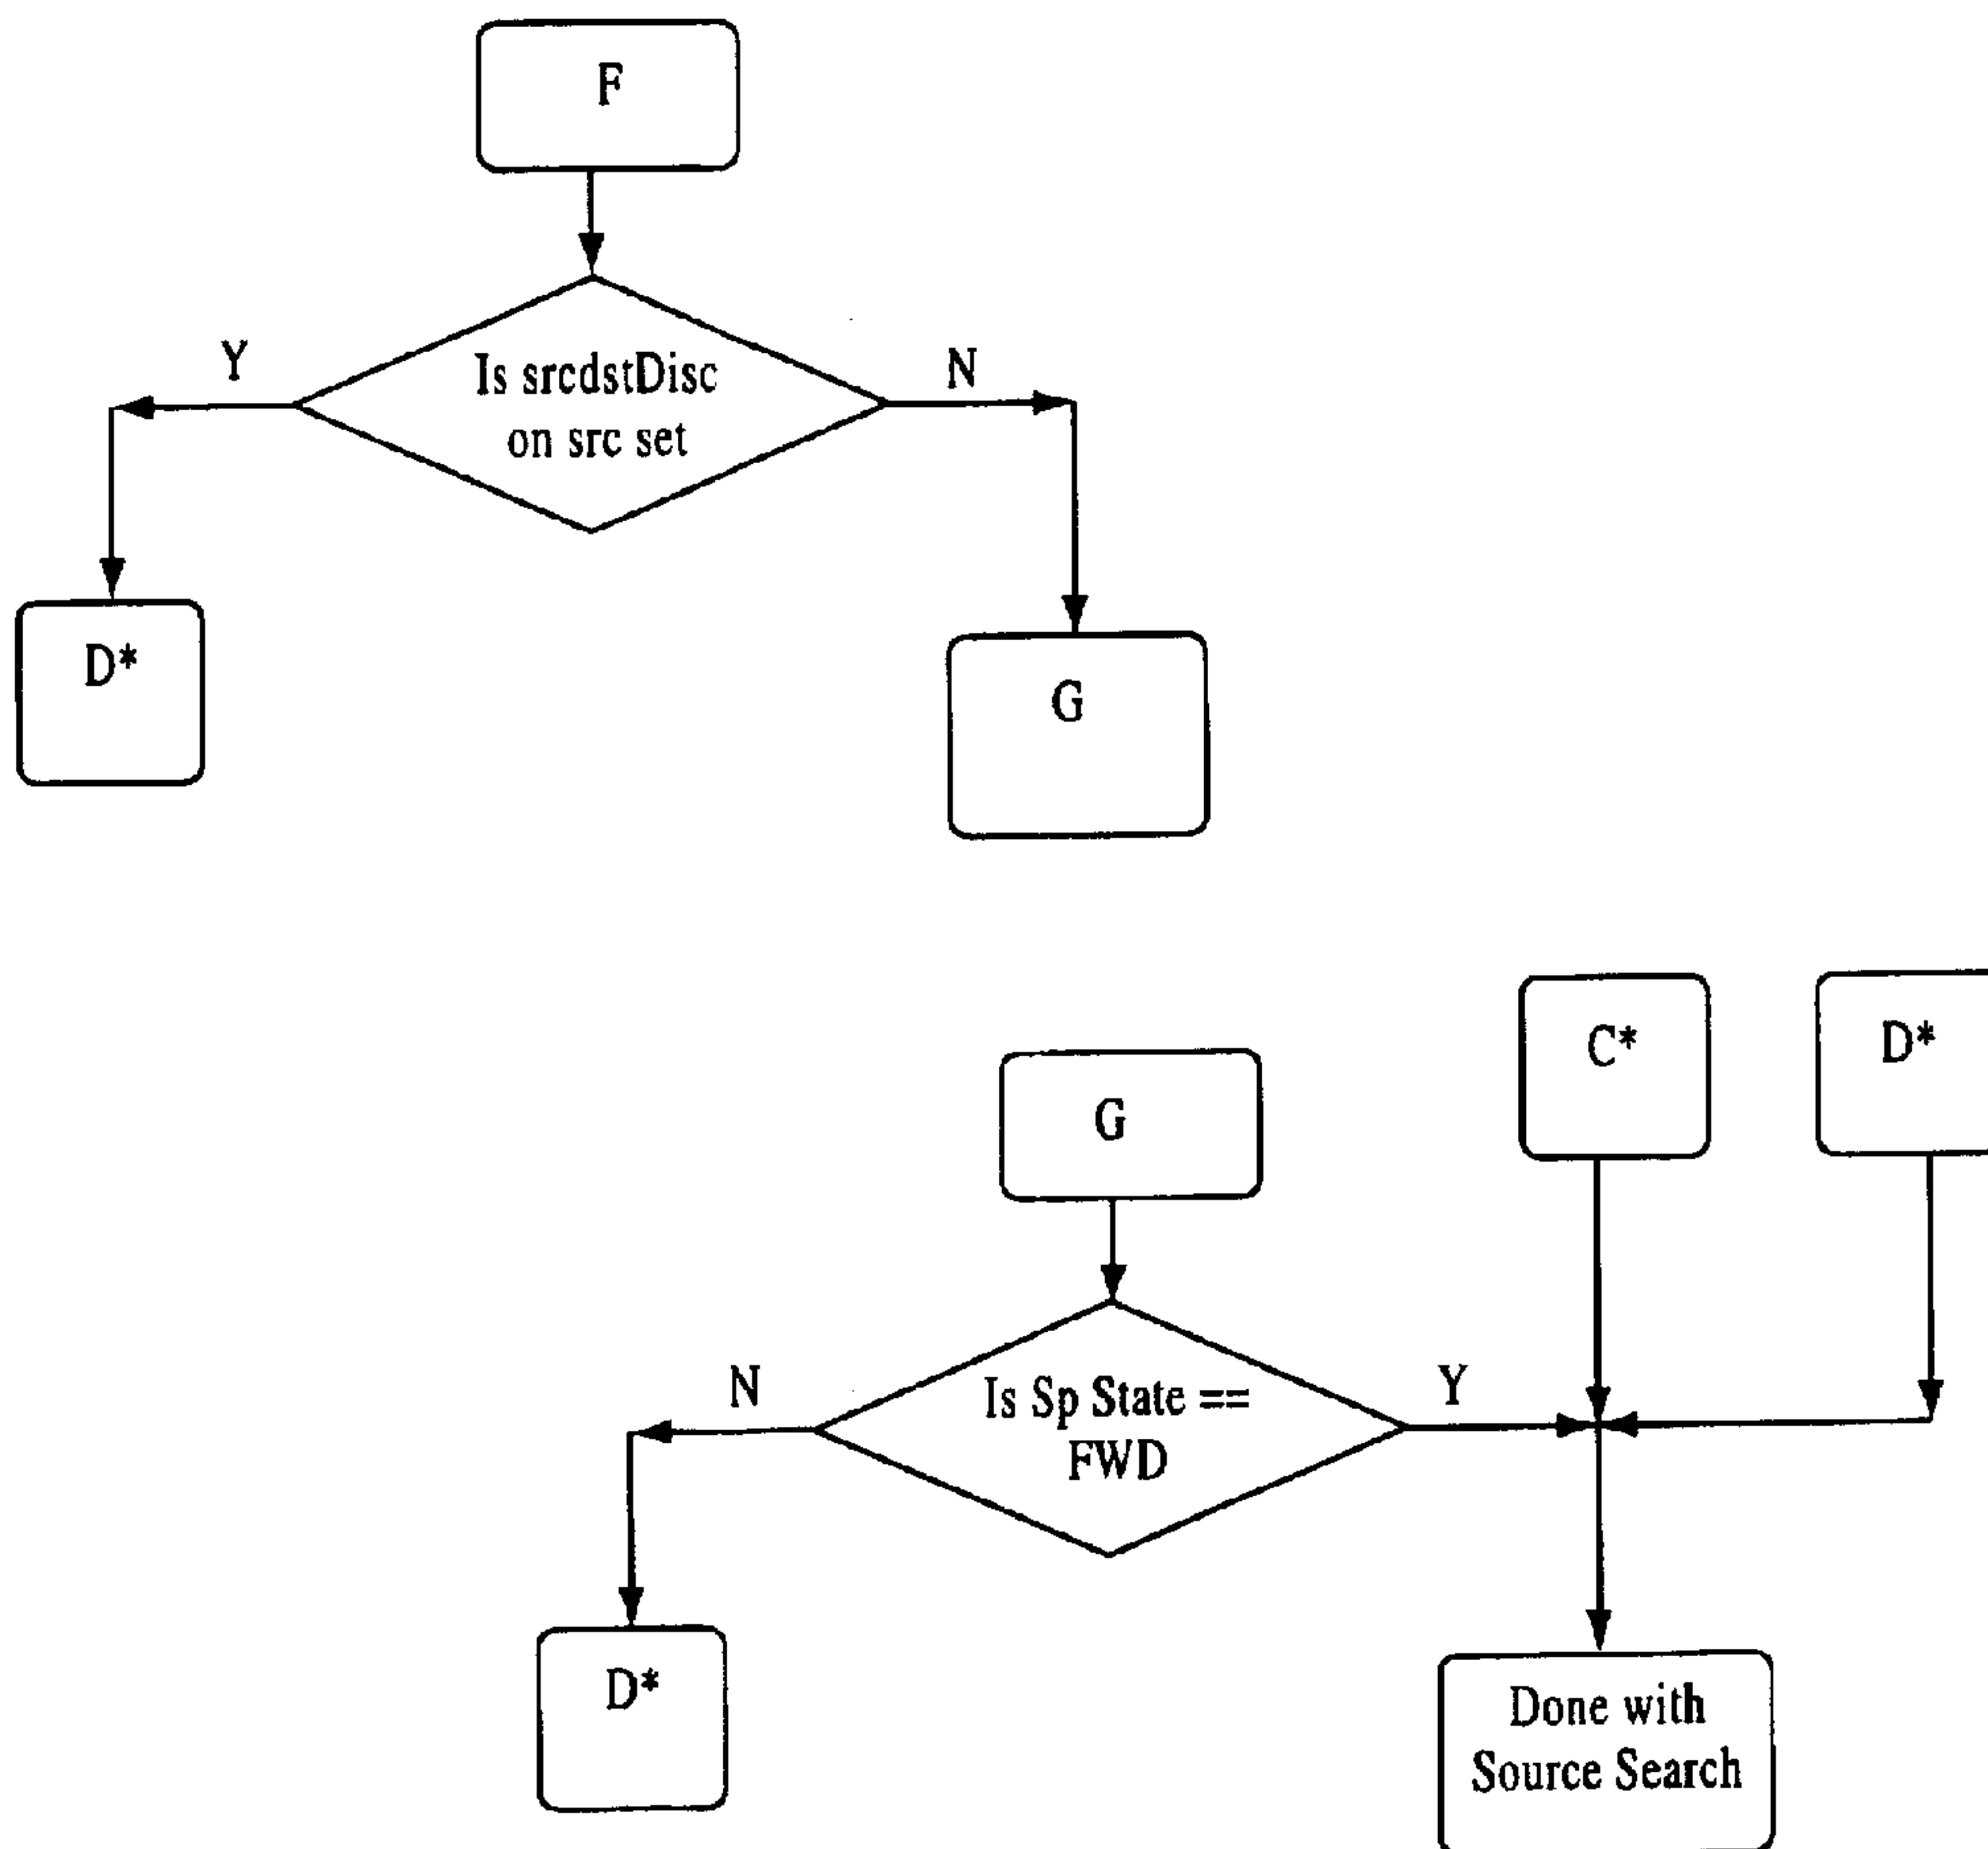 F
Y
Is srcdstDisc
on src set
N
D*
G
C*
D*
G
N
Is Sp State ==
FWD
Y
D*
Done with
Source Search